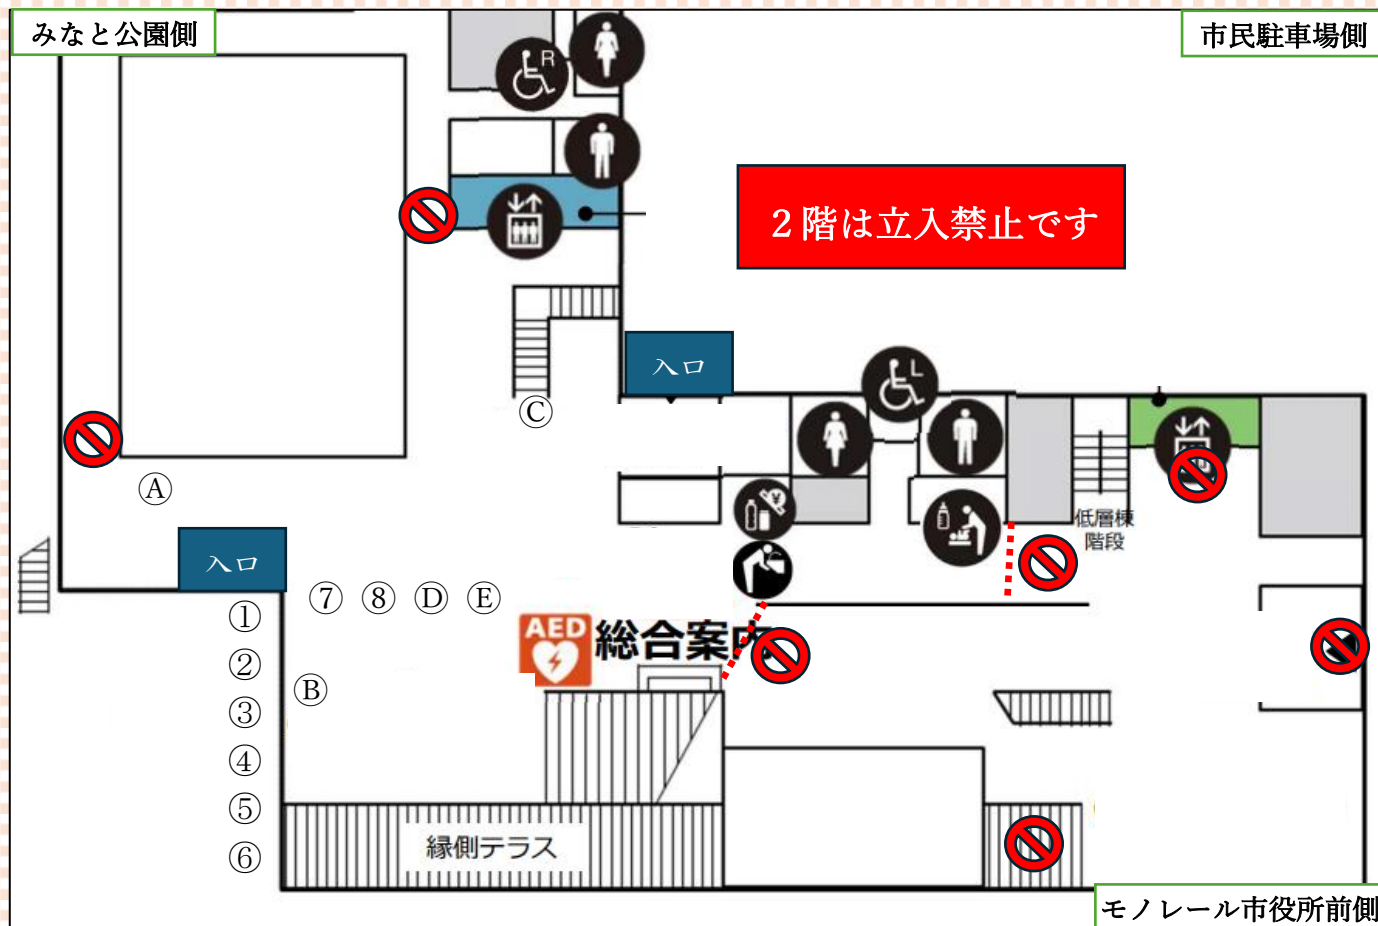 みなと公園側
市民駐車場側
R
2階は立入禁止です
入口
L
Ⓒ
Ⓐ
¥
低層棟
階段
入口
① ⑦ ⑧ Ⓓ Ⓔ
AED 総合案内
②
Ⓑ
③
④
⑤
縁側テラス
⑥
モノレール市役所前側